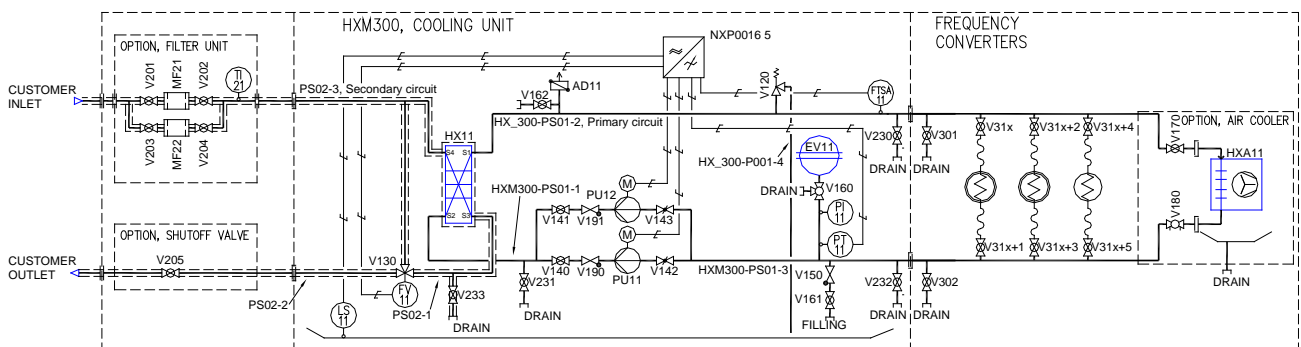 HXM300, COOLING UNIT
FREQUENCY
CONVERTERS
OPTION, FILTER UNIT
V201
MF21
V202
TI
21
CUSTOMER
INLET
V203
MF22
V204
PS02-3, Secondary circuit
NXP0016 5
AD11
V162
V120
FTSA
11
HX_300-PS01-2, Primary circuit
HX11
S4
S1
S2
S3
HX_300-P001-4
EV11
V230
DRAIN
V301
DRAIN
V31x
V31x+2
V31x+4
V170
OPTION, AIR COOLER
HXA11
HXM300-PS01-1
M
PU12
V141
V191
V143
DRAIN
V160
PI
11
PT
11
V180
OPTION, SHUTOFF VALVE
V205
CUSTOMER
OUTLET
V130
FV
11
M
V140
V190
PU11
V142
HXM300-PS01-3
V31x+1
V31x+3
V31x+5
PS02-2
LS
11
PS02-1
V233
DRAIN
V231
DRAIN
V150
V161
FILLING
V232
DRAIN
V302
DRAIN
DRAIN